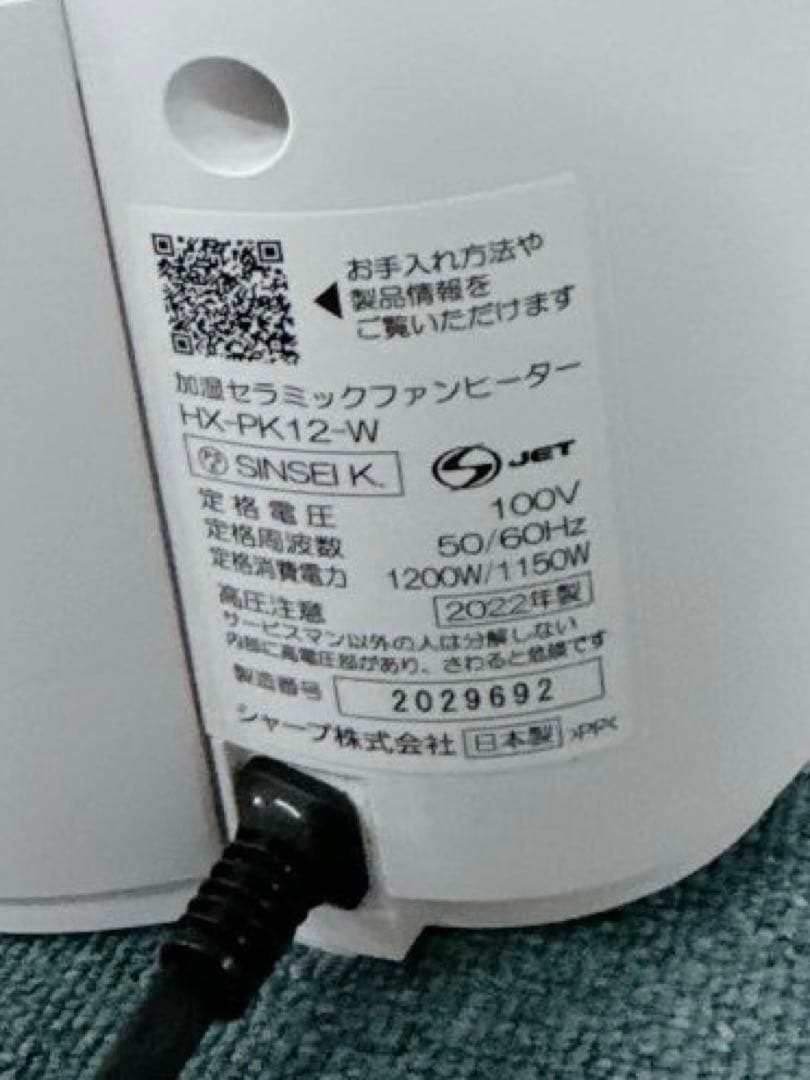 お手入れ方法や
製品情報を
ご覧いただけます
加湿セラミックファンヒーター
HX-PK12-W
SINSEI K. JET
定格電圧 100V
定格周波数 50/60Hz
定格消費電力 1200W/1150W
高圧注意 2022年製
サービスマン以外の人は分解しない
内部に高電圧部があり、さわると危険です
製造番号 2029692
シャープ株式会社 日本製 >PP<